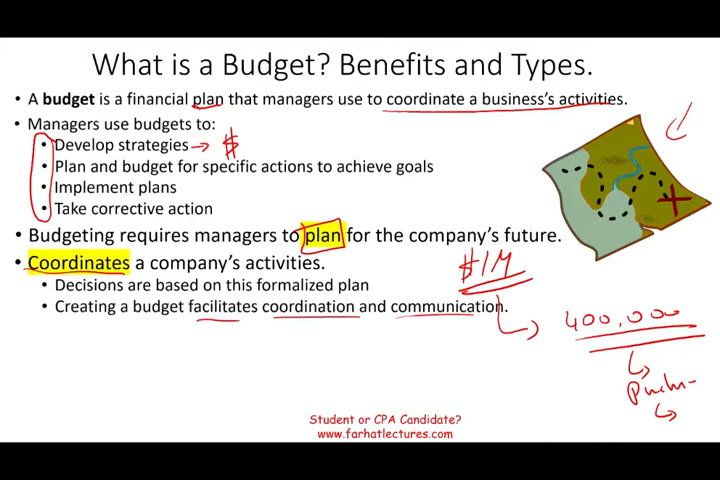 What is a Budget? Benefits and Types.
• A budget is a financial plan that managers use to coordinate a business's activities.
• Managers use budgets to:
• Develop strategies → $
• Plan and budget for specific actions to achieve goals
• Implement plans
• Take corrective action
• Budgeting requires managers to plan for the company's future.
• Coordinates a company's activities.
$1M
• Decisions are based on this formalized plan
• Creating a budget facilitates coordination and communication.
400,000
Student or CPA Candidate?
www.farhatlectures.com